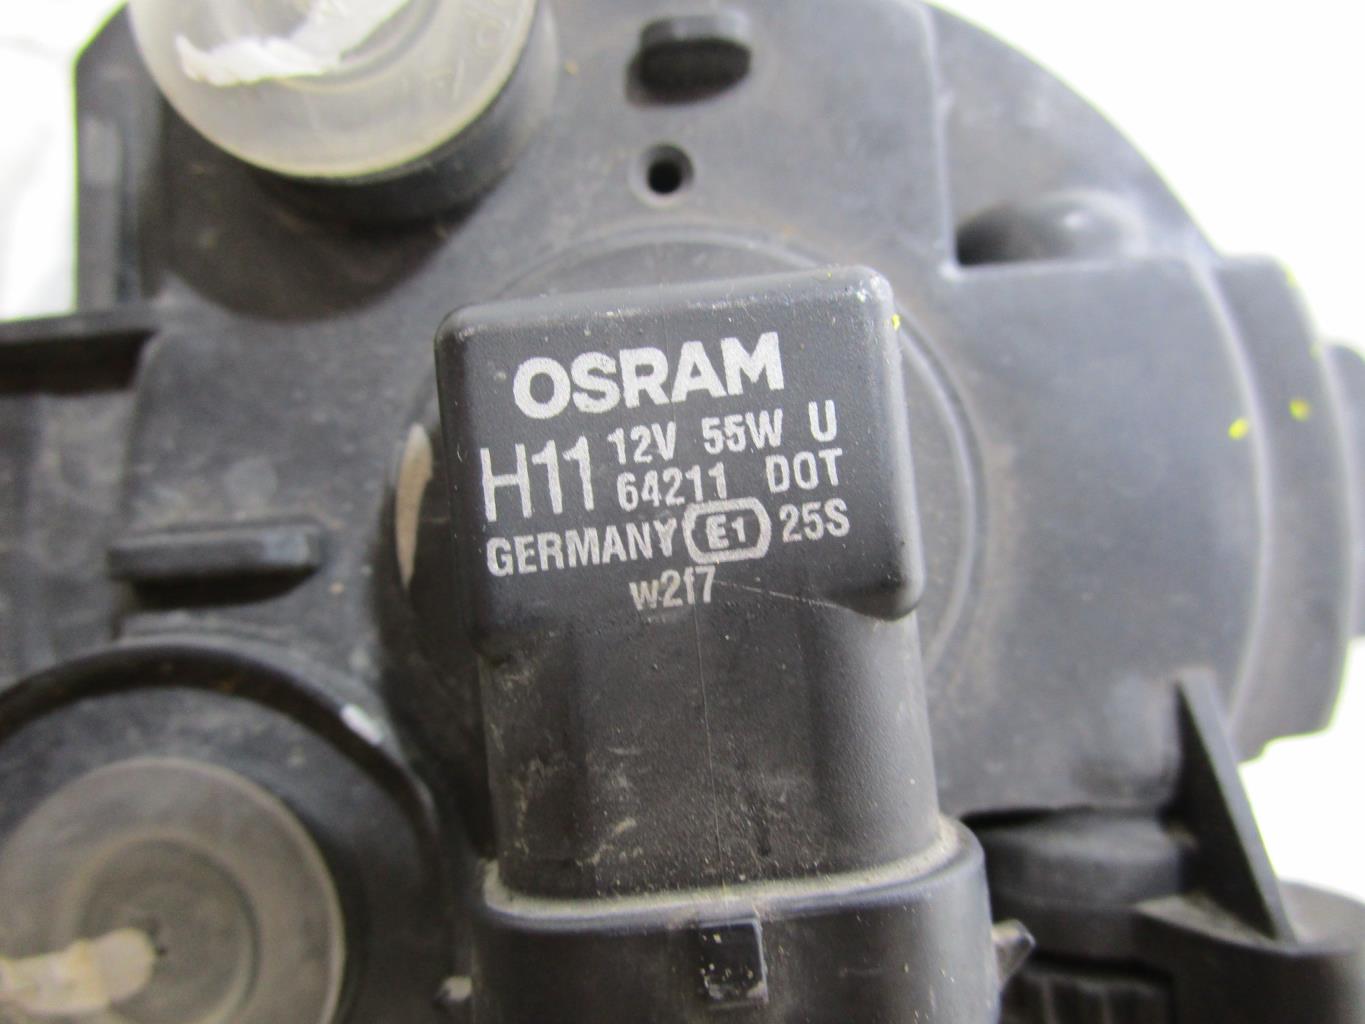 OSRAM
H11 12V 55W U
64211 DOT
GERMANY E1 25S
w2f7